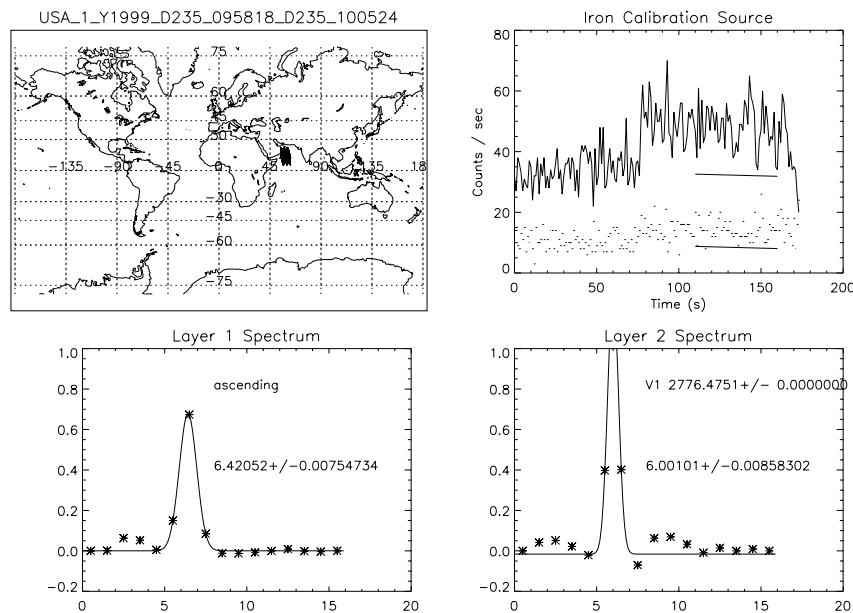 USA_1_Y1999_D235_095818_D235_100524
75
60
-135 -90 -45 0 45 90 135 18
-30
-45
-60
-75
Iron Calibration Source
Counts / sec
80
60
40
20
0
0 50 100 150 200
Time (s)
Layer 1 Spectrum
1.0
0.8
0.6
0.4
0.2
0.0
-0.2
ascending
6.42052+/-0.00754734
0 5 10 15 20
Layer 2 Spectrum
1.0
0.8
0.6
0.4
0.2
0.0
-0.2
V1 2776.4751+/- 0.0000000
6.00101+/-0.00858302
0 5 10 15 20